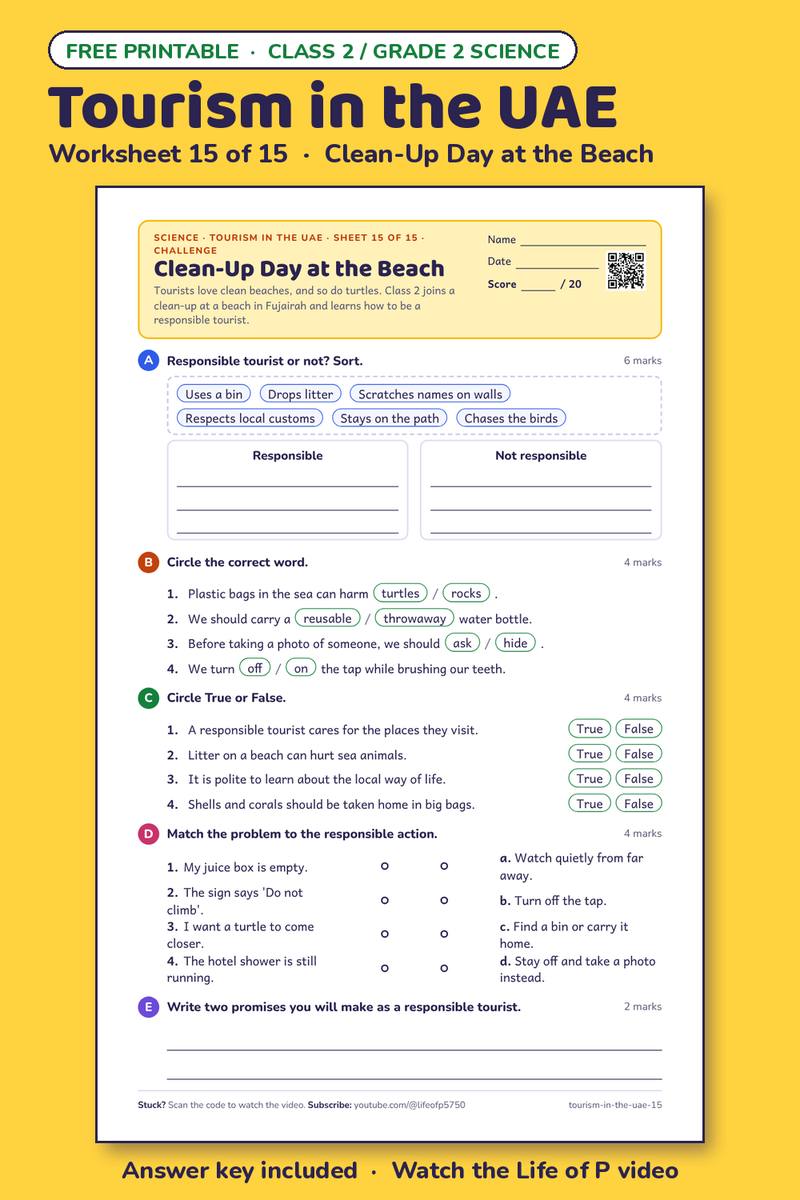 FREE PRINTABLE · CLASS 2 / GRADE 2 SCIENCE
Tourism in the UAE
Worksheet 15 of 15 · Clean-Up Day at the Beach
SCIENCE · TOURISM IN THE UAE · SHEET 15 OF 15 ·
CHALLENGE
Clean-Up Day at the Beach
Tourists love clean beaches, and so do turtles. Class 2 joins a
clean-up at a beach in Fujairah and learns how to be a
responsible tourist.
Name
Date
Score / 20
A Responsible tourist or not? Sort. 6 marks
Uses a bin Drops litter Scratches names on walls
Respects local customs Stays on the path Chases the birds
Responsible Not responsible
B Circle the correct word. 4 marks
1. Plastic bags in the sea can harm turtles / rocks .
2. We should carry a reusable / throwaway water bottle.
3. Before taking a photo of someone, we should ask / hide .
4. We turn off / on the tap while brushing our teeth.
C Circle True or False. 4 marks
1. A responsible tourist cares for the places they visit. True False
2. Litter on a beach can hurt sea animals. True False
3. It is polite to learn about the local way of life. True False
4. Shells and corals should be taken home in big bags. True False
D Match the problem to the responsible action. 4 marks
1. My juice box is empty.
2. The sign says 'Do not
climb'.
3. I want a turtle to come
closer.
4. The hotel shower is still
running.
a. Watch quietly from far
away.
b. Turn off the tap.
c. Find a bin or carry it
home.
d. Stay off and take a photo
instead.
E Write two promises you will make as a responsible tourist. 2 marks
Stuck? Scan the code to watch the video. Subscribe: youtube.com/@lifeofp5750 tourism-in-the-uae-15
Answer key included · Watch the Life of P video